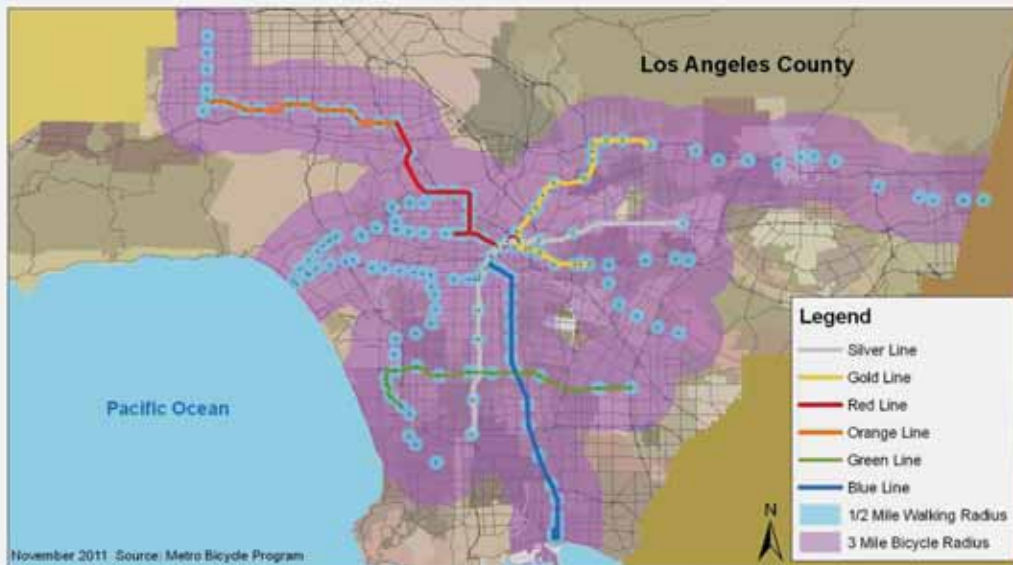 Los Angeles County
Pacific Ocean
Legend
Silver Line
Gold Line
Red Line
Orange Line
Green Line
Blue Line
1/2 Mile Walking Radius
3 Mile Bicycle Radius
N
November 2011 Source: Metro Bicycle Program